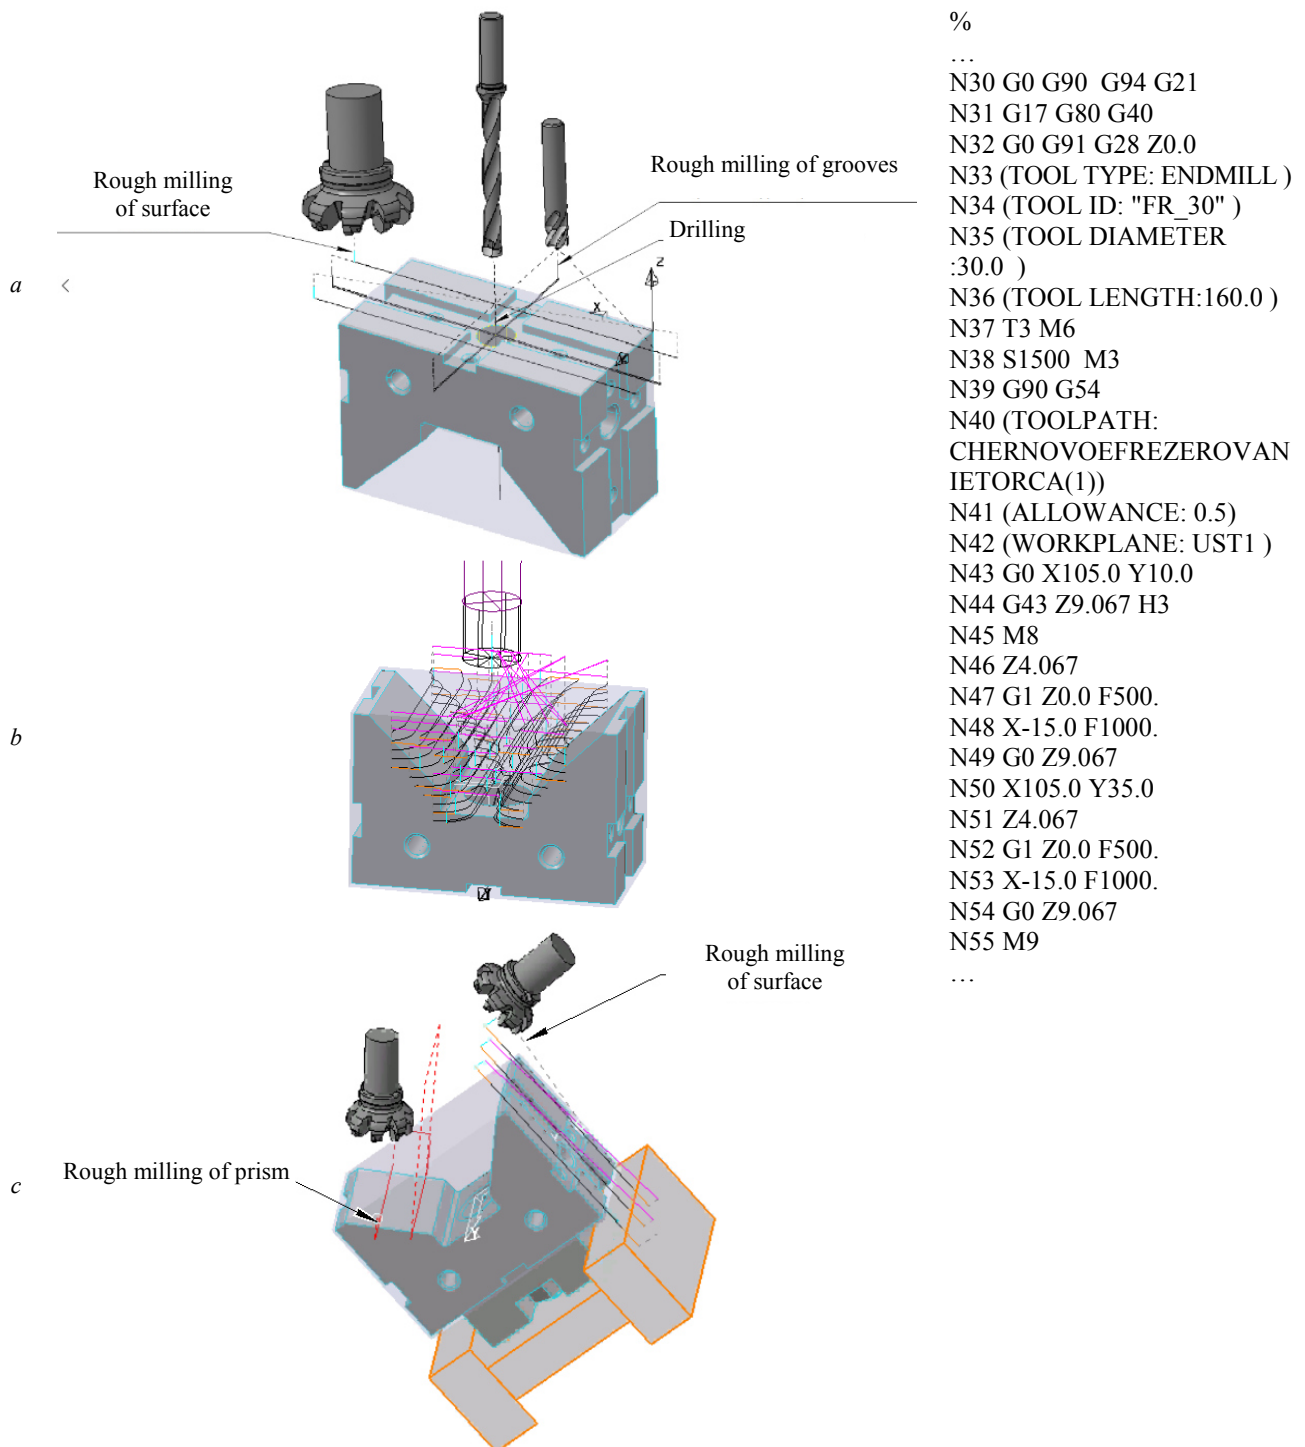 Rough milling
of surface
Rough milling of grooves
Drilling
Z
X
a
b
Rough milling
of surface
Rough milling of prism
c
Y
%
…
N30 G0 G90  G94 G21
N31 G17 G80 G40
N32 G0 G91 G28 Z0.0
N33 (TOOL TYPE: ENDMILL )
N34 (TOOL ID: "FR_30" )
N35 (TOOL DIAMETER
:30.0  )
N36 (TOOL LENGTH:160.0 )
N37 T3 M6
N38 S1500  M3
N39 G90 G54
N40 (TOOLPATH:
CHERNOVOEFREZEROVAN
IETORCA(1))
N41 (ALLOWANCE: 0.5)
N42 (WORKPLANE: UST1 )
N43 G0 X105.0 Y10.0
N44 G43 Z9.067 H3
N45 M8
N46 Z4.067
N47 G1 Z0.0 F500.
N48 X-15.0 F1000.
N49 G0 Z9.067
N50 X105.0 Y35.0
N51 Z4.067
N52 G1 Z0.0 F500.
N53 X-15.0 F1000.
N54 G0 Z9.067
N55 M9
…